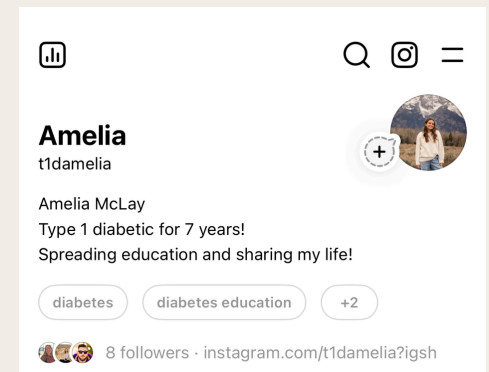 Amelia
t1damelia
Amelia McLay
Type 1 diabetic for 7 years!
Spreading education and sharing my life!
diabetes diabetes education +2
8 followers · instagram.com/t1damelia?igsh